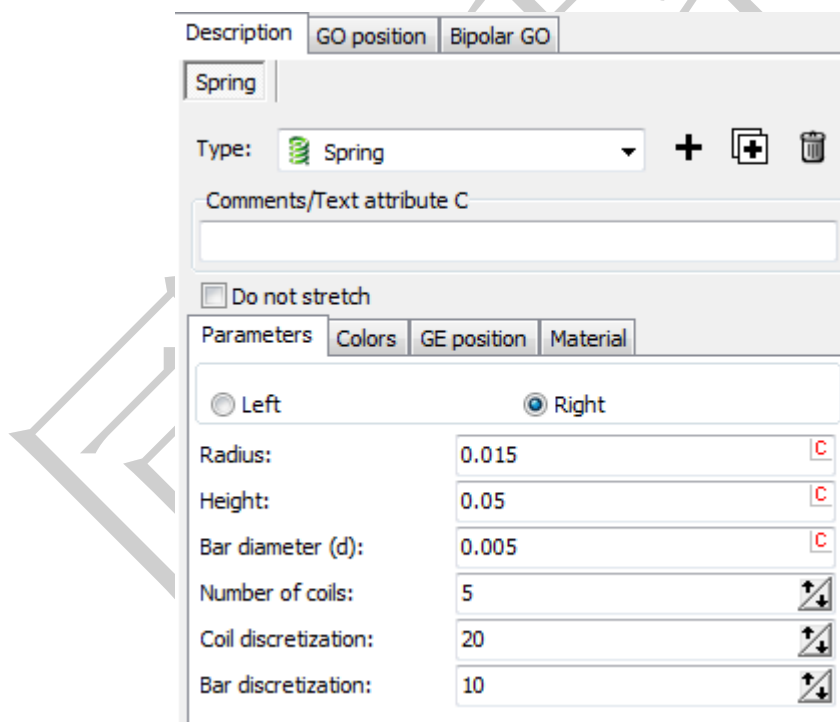 Description GO position Bipolar GO
Spring
Type: Spring
Comments/Text attribute C
Do not stretch
Parameters Colors GE position Material
Left Right
Radius: 0.015 C
Height: 0.05 C
Bar diameter (d): 0.005 C
Number of coils: 5
Coil discretization: 20
Bar discretization: 10